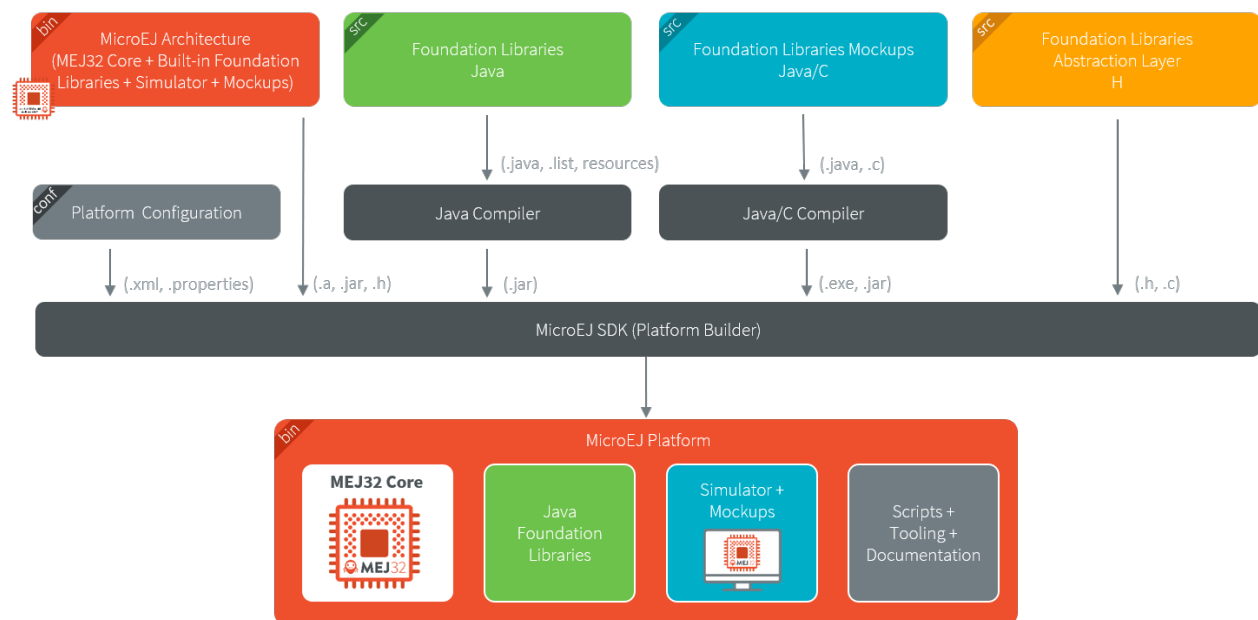 bin
MicroEJ Architecture
(MEJ32 Core + Built-in Foundation
Libraries + Simulator + Mockups)
src
Foundation Libraries
Java
src
Foundation Libraries Mockups
Java/C
src
Foundation Libraries
Abstraction Layer
H
(.java, .list, resources)
(.java, .c)
conf
Platform Configuration
Java Compiler
Java/C Compiler
(.xml, .properties)
(.a, .jar, .h)
(.jar)
(.exe, .jar)
(.h, .c)
MicroEJ SDK (Platform Builder)
bin
MicroEJ Platform
MEJ32 Core
MEJ32
Java
Foundation
Libraries
Simulator +
Mockups
Scripts +
Tooling +
Documentation